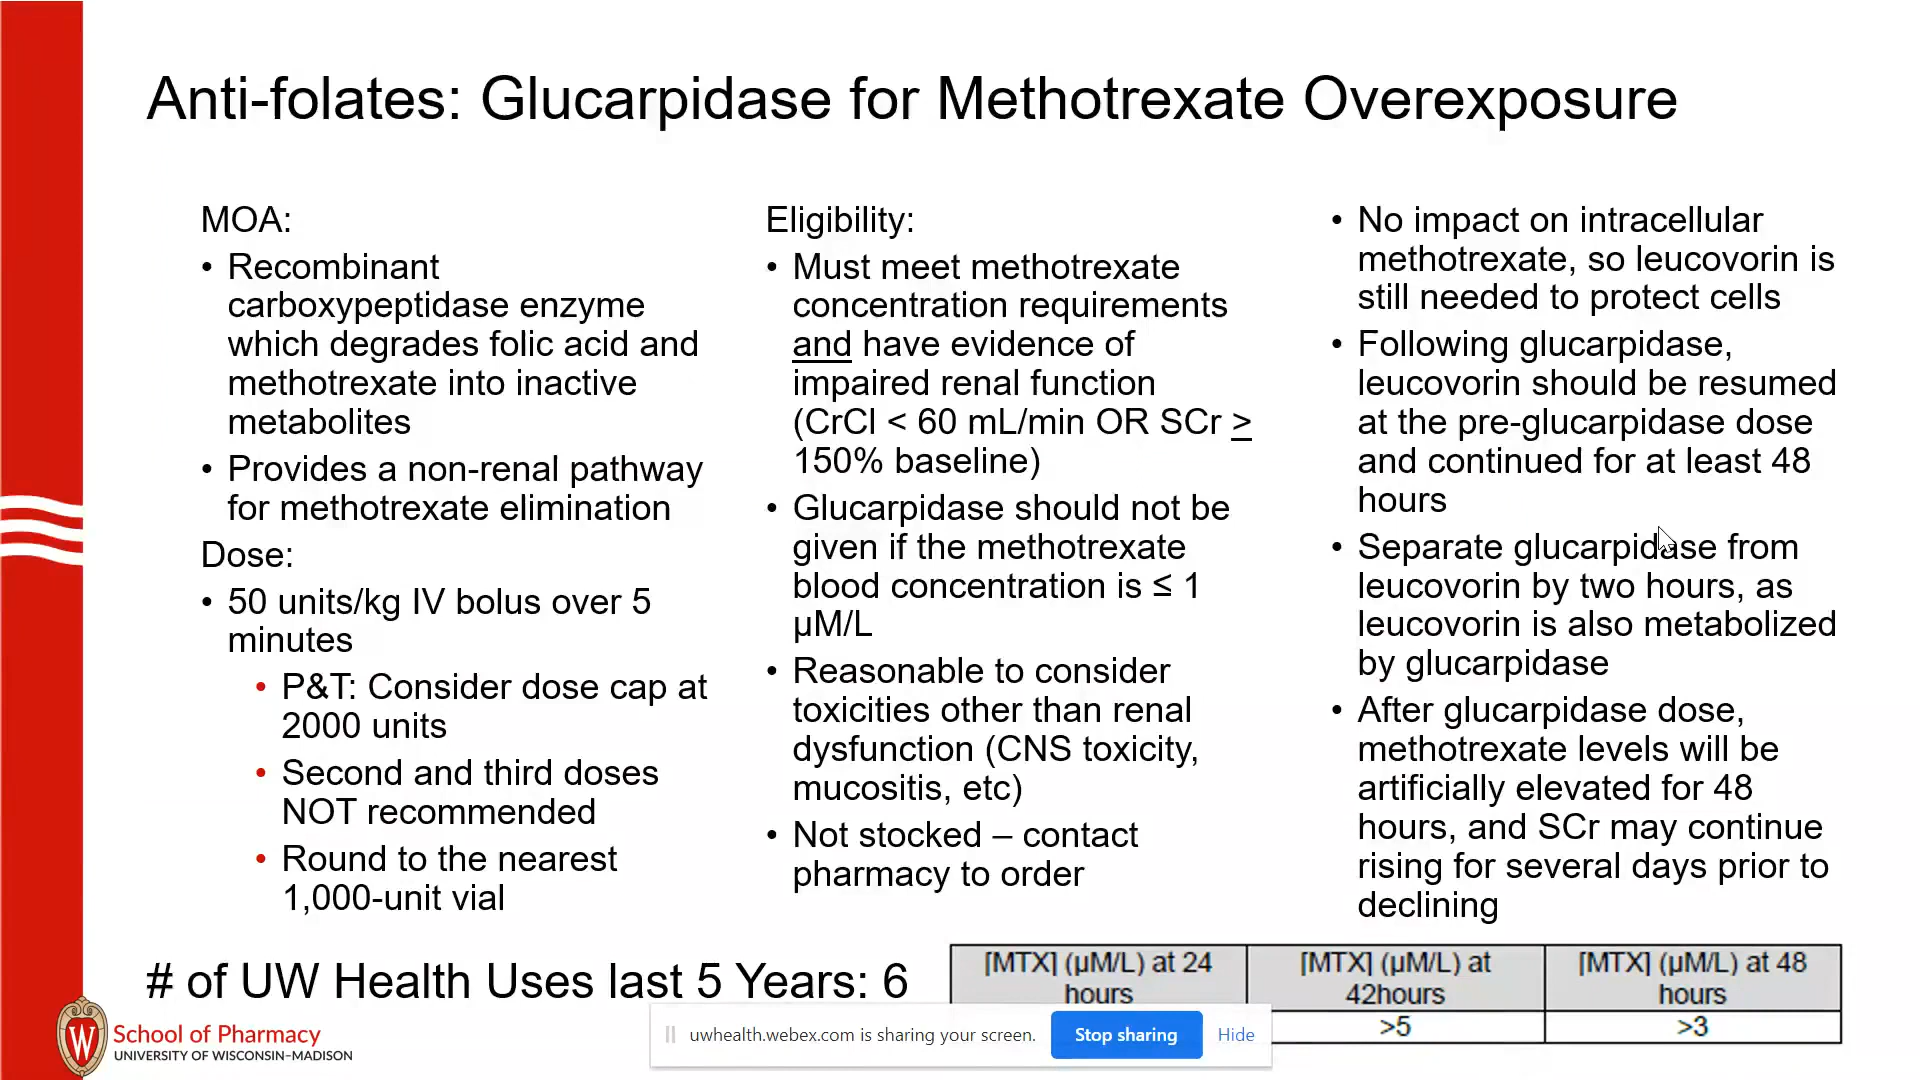 Anti-folates: Glucarpidase for Methotrexate Overexposure
MOA:
• Recombinant
carboxypeptidase enzyme
which degrades folic acid and
methotrexate into inactive
metabolites
• Provides a non-renal pathway
for methotrexate elimination
Dose:
• 50 units/kg IV bolus over 5
minutes
• P&T: Consider dose cap at
2000 units
• Second and third doses
NOT recommended
• Round to the nearest
1,000-unit vial
Eligibility:
• Must meet methotrexate
concentration requirements
and have evidence of
impaired renal function
(CrCl < 60 mL/min OR SCr ≥
150% baseline)
• Glucarpidase should not be
given if the methotrexate
blood concentration is ≤ 1
µM/L
• Reasonable to consider
toxicities other than renal
dysfunction (CNS toxicity,
mucositis, etc)
• Not stocked – contact
pharmacy to order
• No impact on intracellular
methotrexate, so leucovorin is
still needed to protect cells
• Following glucarpidase,
leucovorin should be resumed
at the pre-glucarpidase dose
and continued for at least 48
hours
• Separate glucarpidase from
leucovorin by two hours, as
leucovorin is also metabolized
by glucarpidase
• After glucarpidase dose,
methotrexate levels will be
artificially elevated for 48
hours, and SCr may continue
rising for several days prior to
declining
# of UW Health Uses last 5 Years: 6
[MTX] (µM/L) at 24
hours
[MTX] (µM/L) at
42hours
[MTX] (µM/L) at 48
hours
>5
>3
uwhealth.webex.com is sharing your screen.
Stop sharing
Hide
W
School of Pharmacy
UNIVERSITY OF WISCONSIN–MADISON